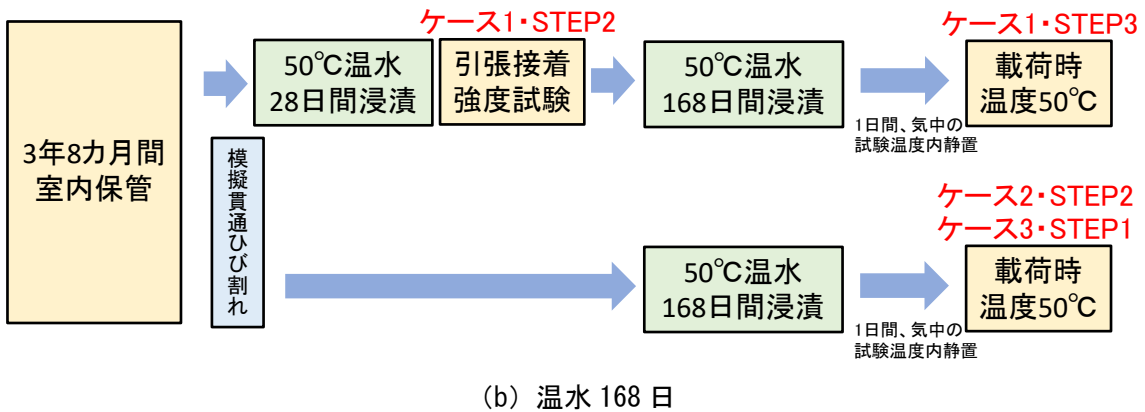 3年8カ月間
室内保管
模擬貫通ひび割れ
ケース1・STEP2
50℃温水
28日間浸漬
引張接着
強度試験
50℃温水
168日間浸漬
1日間、気中の
試験温度内静置
ケース1・STEP3
載荷時
温度50℃
50℃温水
168日間浸漬
1日間、気中の
試験温度内静置
ケース2・STEP2
ケース3・STEP1
載荷時
温度50℃
(b) 温水 168 日